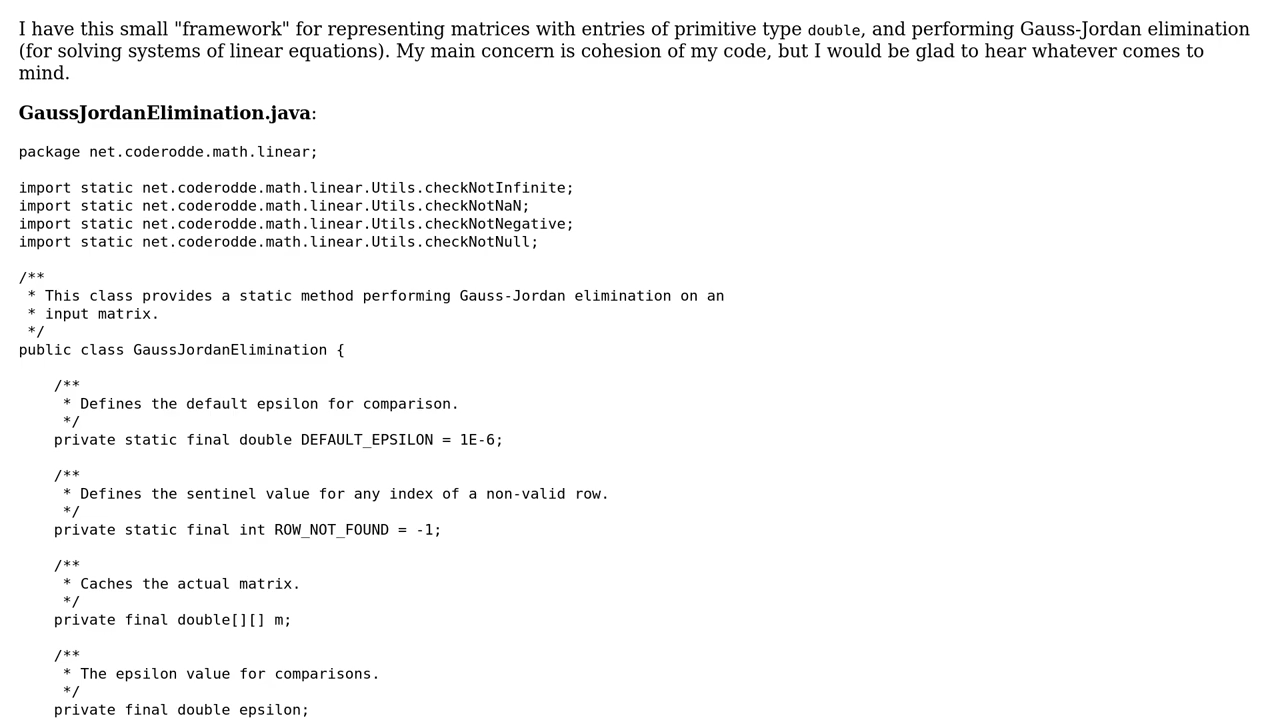 I have this small "framework" for representing matrices with entries of primitive type double, and performing Gauss-Jordan elimination
(for solving systems of linear equations). My main concern is cohesion of my code, but I would be glad to hear whatever comes to
mind.
GaussJordanElimination.java:
package net.coderodde.math.linear;
import static net.coderodde.math.linear.Utils.checkNotInfinite;
import static net.coderodde.math.linear.Utils.checkNotNaN;
import static net.coderodde.math.linear.Utils.checkNotNegative;
import static net.coderodde.math.linear.Utils.checkNotNull;
/**
 * This class provides a static method performing Gauss-Jordan elimination on an
 * input matrix.
 */
public class GaussJordanElimination {
    /**
     * Defines the default epsilon for comparison.
     */
    private static final double DEFAULT_EPSILON = 1E-6;
    /**
     * Defines the sentinel value for any index of a non-valid row.
     */
    private static final int ROW_NOT_FOUND = -1;
    /**
     * Caches the actual matrix.
     */
    private final double[][] m;
    /**
     * The epsilon value for comparisons.
     */
    private final double epsilon;